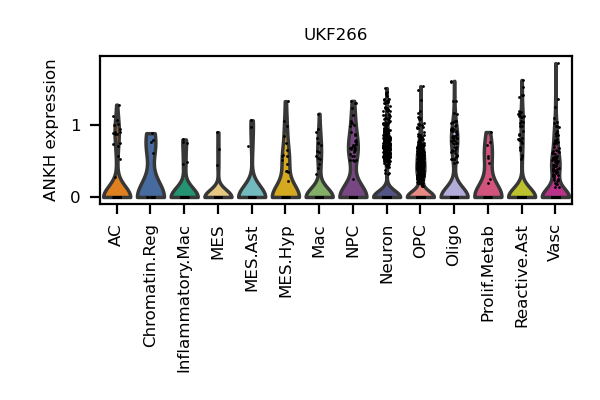 UKF266
ANKH expression
1
0
AC
Chromatin.Reg
Inflammatory.Mac
MES
MES.Ast
MES.Hyp
Mac
NPC
Neuron
OPC
Oligo
Prolif.Metab
Reactive.Ast
Vasc